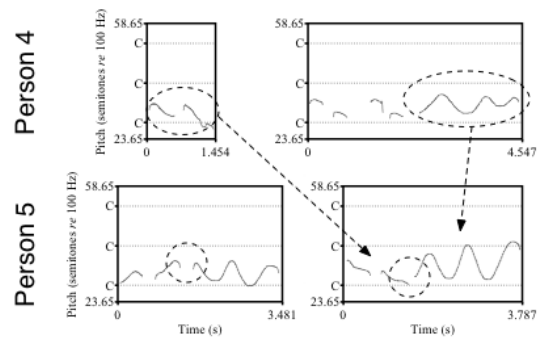 Person 4
Pitch (semitones re 100 Hz)
58.65
C
C
C
23.65
0
1.454
58.65
C
C
C
23.65
0
4.547
Person 5
Pitch (semitones re 100 Hz)
58.65
C
C
C
23.65
0
3.481
Time (s)
58.65
C
C
C
23.65
0
3.787
Time (s)